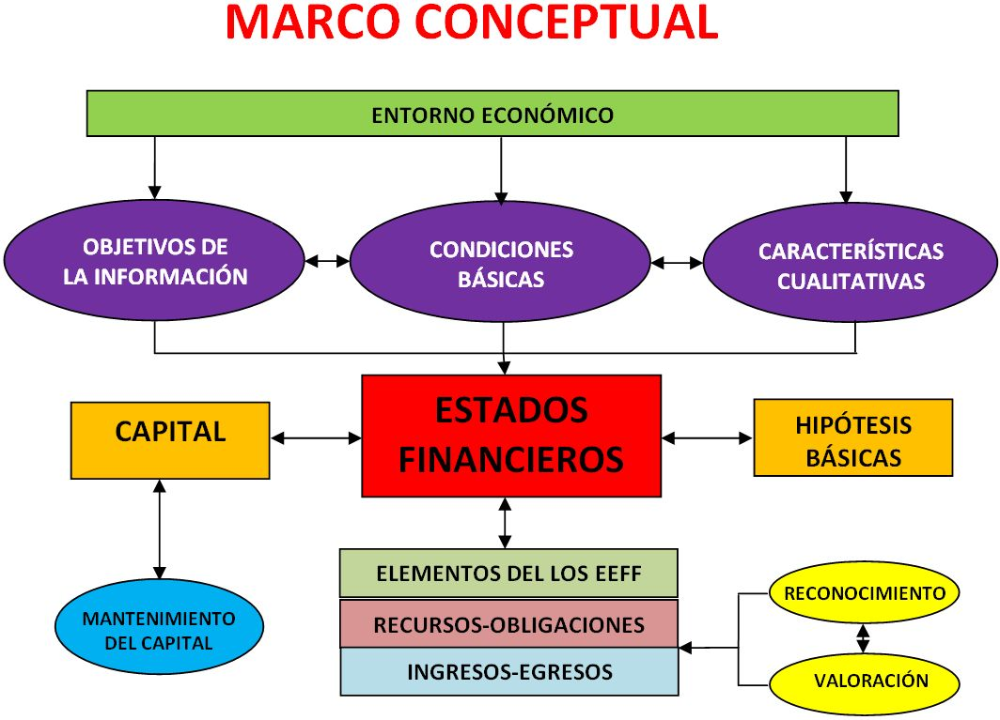 MARCO CONCEPTUAL
ENTORNO ECONÓMICO
OBJETIVOS DE
LA INFORMACIÓN
CONDICIONES
BÁSICAS
CARACTERÍSTICAS
CUALITATIVAS
CAPITAL
ESTADOS
FINANCIEROS
HIPÓTESIS
BÁSICAS
MANTENIMIENTO
DEL CAPITAL
ELEMENTOS DEL LOS EEFF
RECURSOS-OBLIGACIONES
INGRESOS-EGRESOS
RECONOCIMIENTO
VALORACIÓN